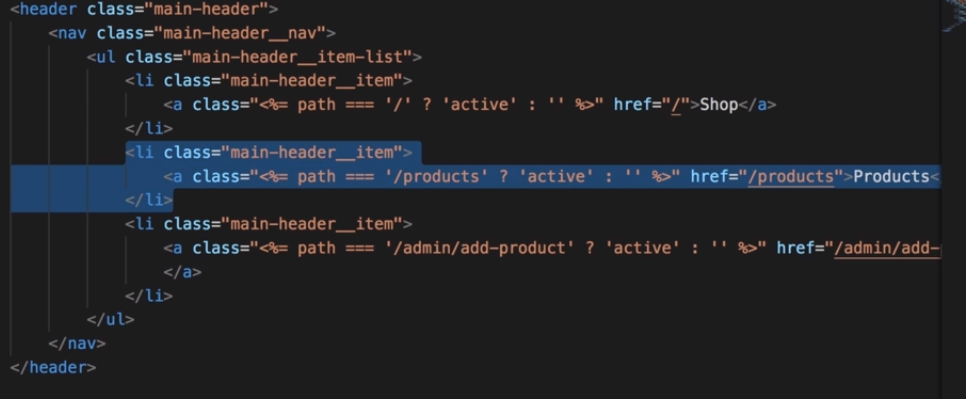 <header class="main-header">
<nav class="main-header__nav">
<ul class="main-header__item-list">
<li class="main-header__item">
<a class="<%= path === '/' ? 'active' : '' %>" href="/">Shop</a>
</li>
<li class="main-header__item">
<a class="<%= path === '/products' ? 'active' : '' %>" href="/products">Products<
</li>
<li class="main-header__item">
<a class="<%= path === '/admin/add-product' ? 'active' : '' %>" href="/admin/add-
</a>
</li>
</ul>
</nav>
</header>